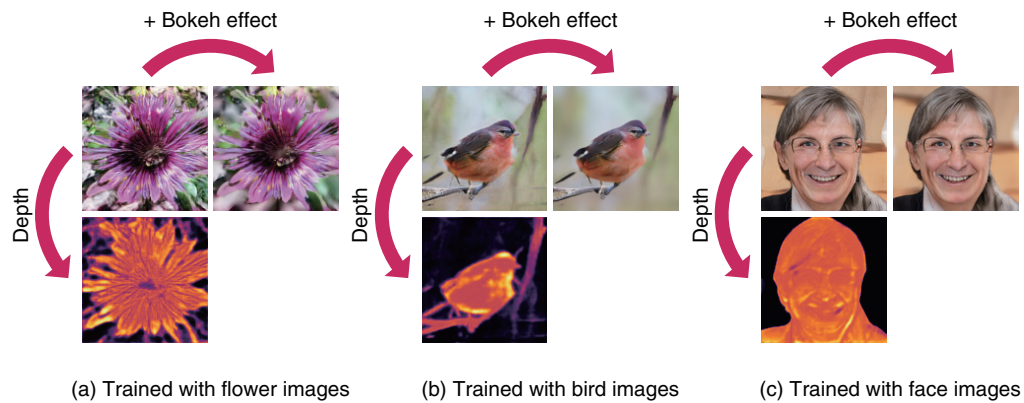 + Bokeh effect
+ Bokeh effect
+ Bokeh effect
Depth
Depth
Depth
(a) Trained with flower images
(b) Trained with bird images
(c) Trained with face images